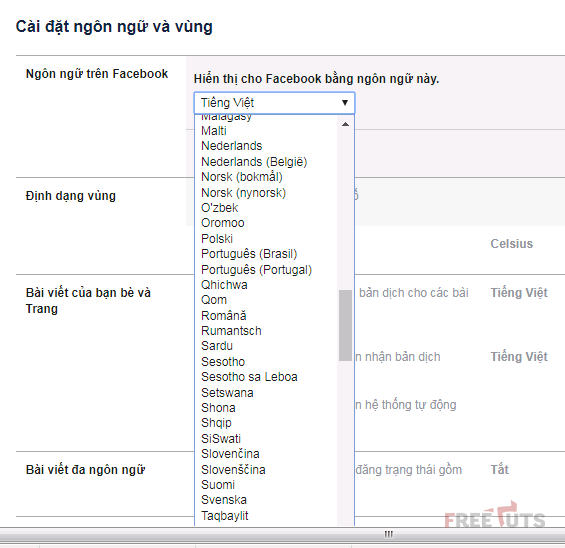 Cài đặt ngôn ngữ và vùng
Ngôn ngữ trên Facebook
Hiển thị cho Facebook bằng ngôn ngữ này.
Tiếng Việt
Malagasy
Malti
Nederlands
Nederlands (België)
Norsk (bokmål)
Norsk (nynorsk)
O'zbek
Oromoo
Polski
Português (Brasil)
Português (Portugal)
Qhichwa
Qom
Română
Rumantsch
Sardu
Sesotho
Sesotho sa Leboa
Setswana
Shona
Shqip
SiSwati
Slovenčina
Slovenščina
Suomi
Svenska
Taqbaylit
Định dạng vùng
Celsius
Bài viết của bạn bè và
Trang
bản dịch cho các bài
Tiếng Việt
nhận bản dịch
Tiếng Việt
hệ thống tự động
Bài viết đa ngôn ngữ
đăng trạng thái gồm
Tắt
FREETUTS